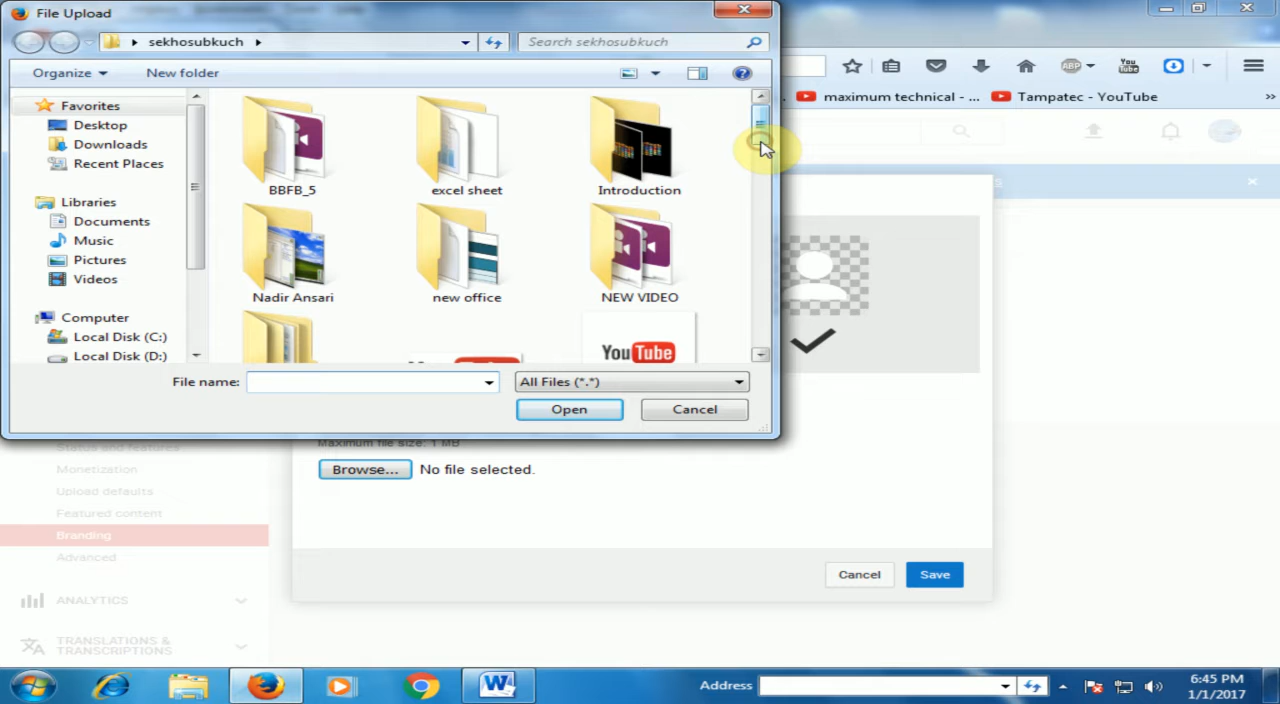 File Upload
sekhosubkuch
Search sekhosubkuch
Organize
New folder
Favorites
Desktop
Downloads
Recent Places
Libraries
Documents
Music
Pictures
Videos
Computer
Local Disk (C:)
Local Disk (D:)
BBFB_5
excel sheet
Introduction
Nadir Ansari
new office
NEW VIDEO
YouTube
File name:
All Files (*.*)
Open
Cancel
ABP
You Tube
maximum technical - ...
Tampatec - YouTube
Maximum file size: 1 MB
Browse...
No file selected.
Cancel
Save
Status and features
Monetization
Upload defaults
Featured content
Branding
Advanced
ANALYTICS
TRANSLATIONS &
TRANSCRIPTIONS
W
Address
6:45 PM
1/1/2017